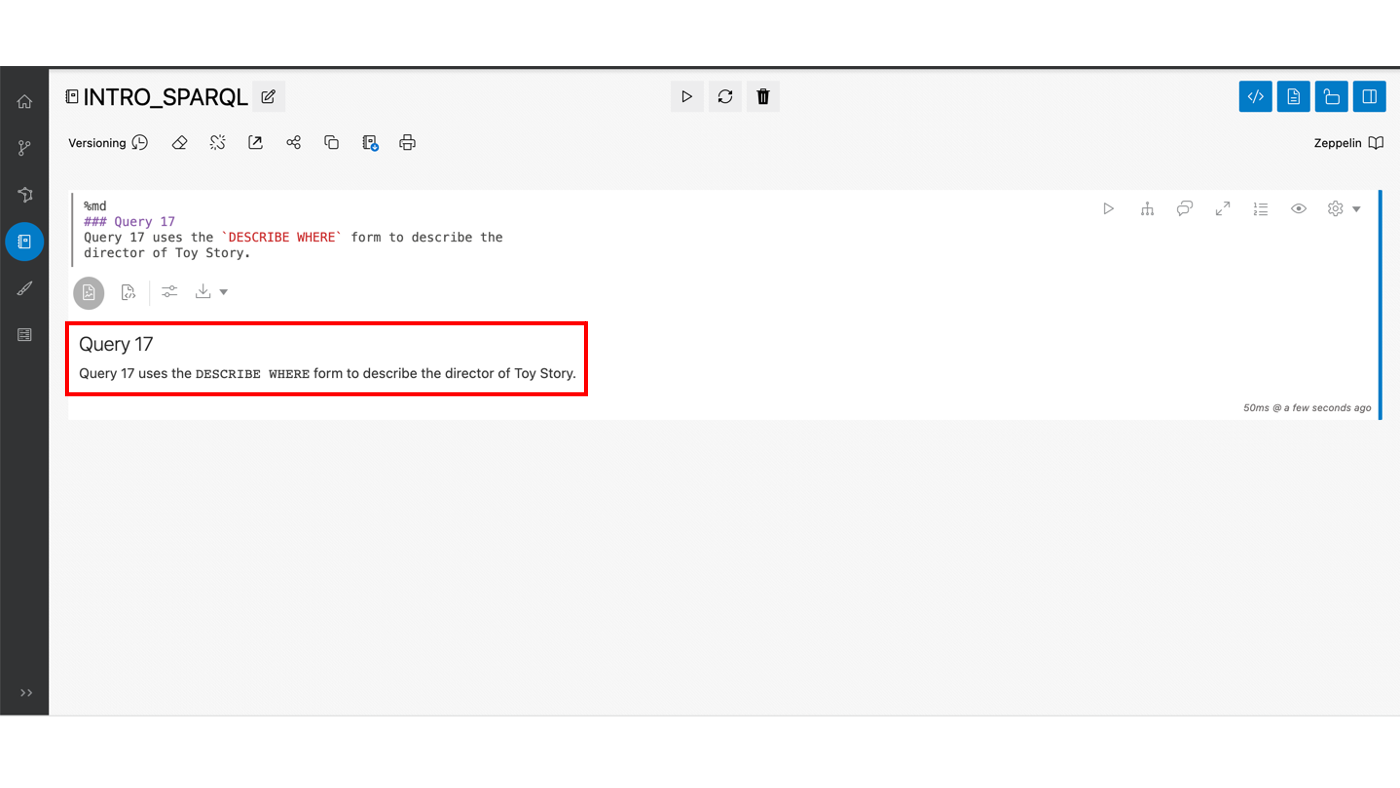 INTRO_SPARQL
Versioning
Zeppelin
%md
### Query 17
Query 17 uses the `DESCRIBE WHERE` form to describe the
director of Toy Story.
Query 17
Query 17 uses the DESCRIBE WHERE form to describe the director of Toy Story.
50ms @ a few seconds ago